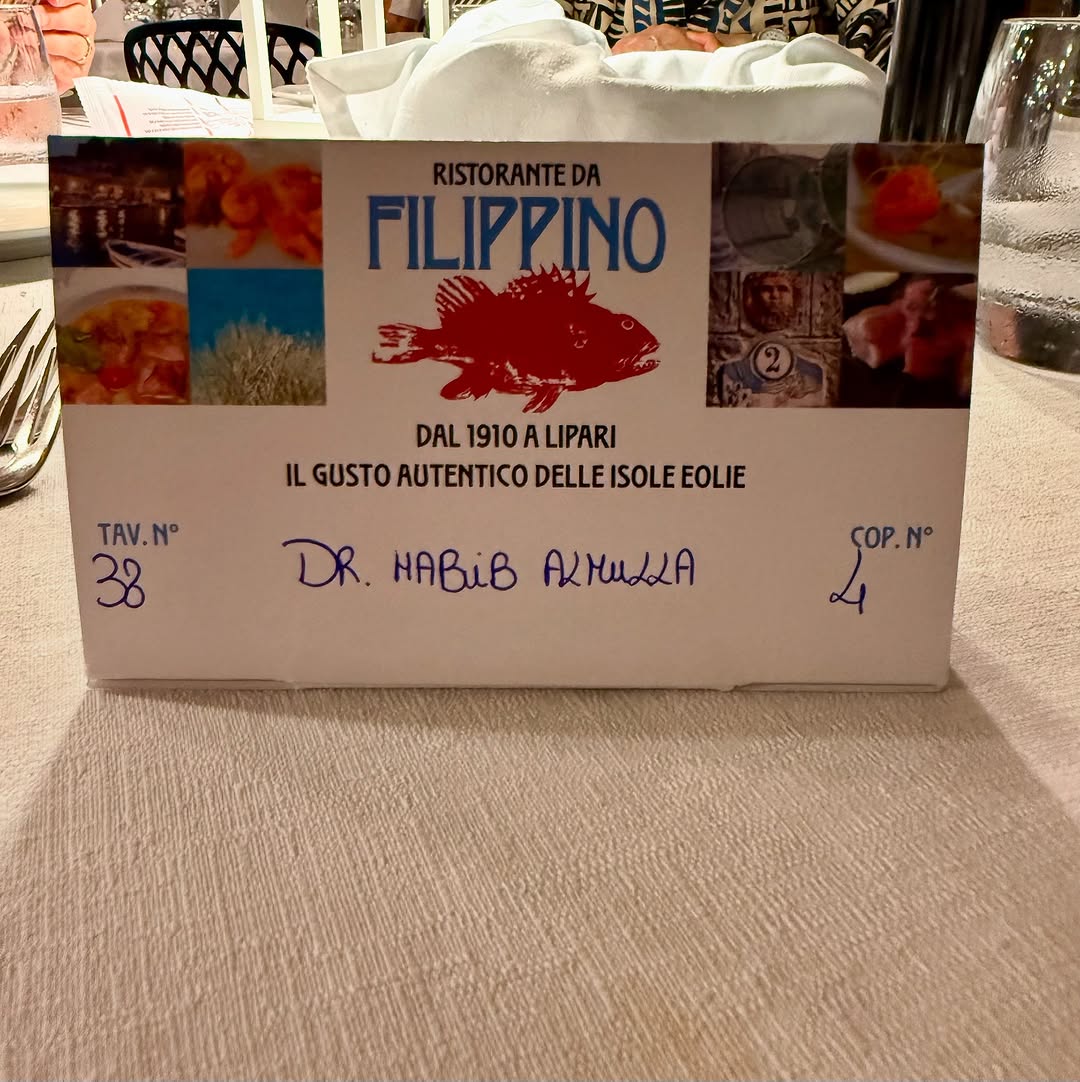 RISTORANTE DA
FILIPPINO
2
DAL 1910 A LIPARI
IL GUSTO AUTENTICO DELLE ISOLE EOLIE
TAV. N° COP. N°
38 DR. HABiB ALMuLLA 4